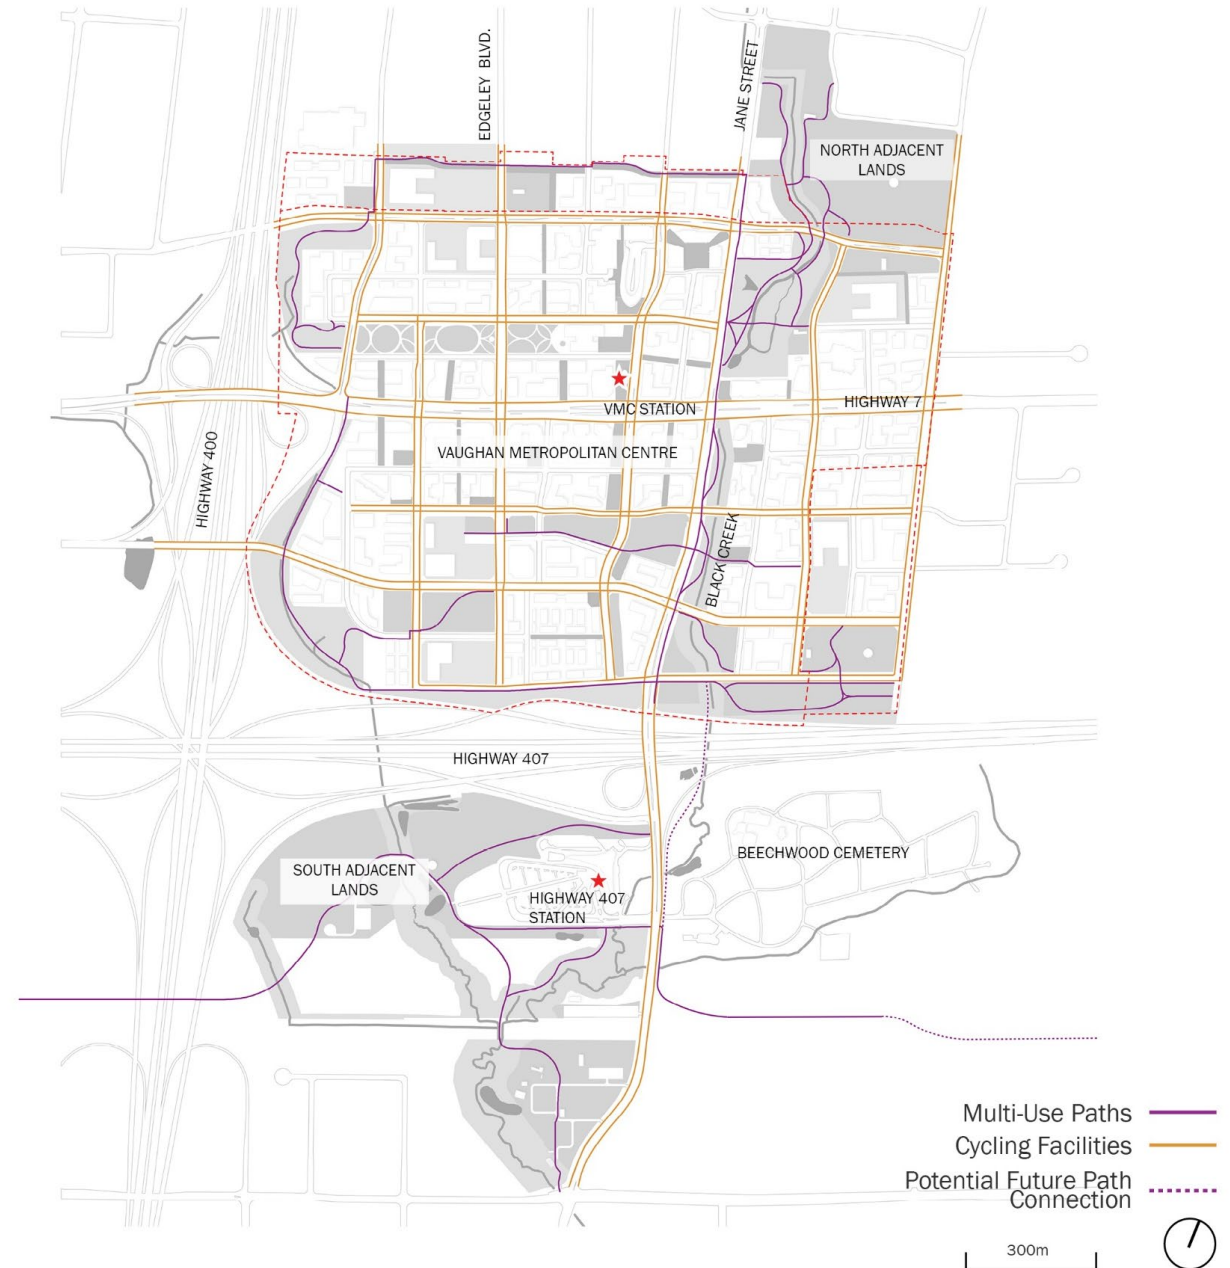 EDGELEY BLVD.
JANE STREET
NORTH ADJACENT
LANDS
VMC STATION
HIGHWAY 7
VAUGHAN METROPOLITAN CENTRE
HIGHWAY 400
BLACK CREEK
HIGHWAY 407
BEECHWOOD CEMETERY
SOUTH ADJACENT
LANDS
HIGHWAY 407
STATION
Multi-Use Paths
Cycling Facilities
Potential Future Path
Connection
300m